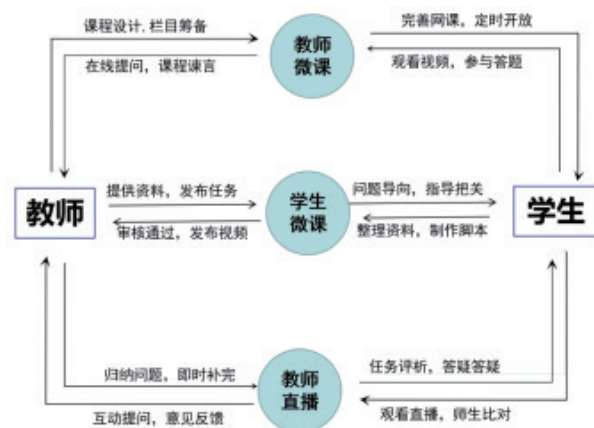 课程设计，栏目筹备
教师
微课
完善网课，定时开放
在线提问，课程谏言
观看视频，参与答题
教师
提供资料，发布任务
学生
微课
问题导向，指导把关
学生
审核通过，发布视频
整理资料，制作脚本
归纳问题，即时补完
教师
直播
任务评析，答疑答疑
互动提问，意见反馈
观看直播，师生比对